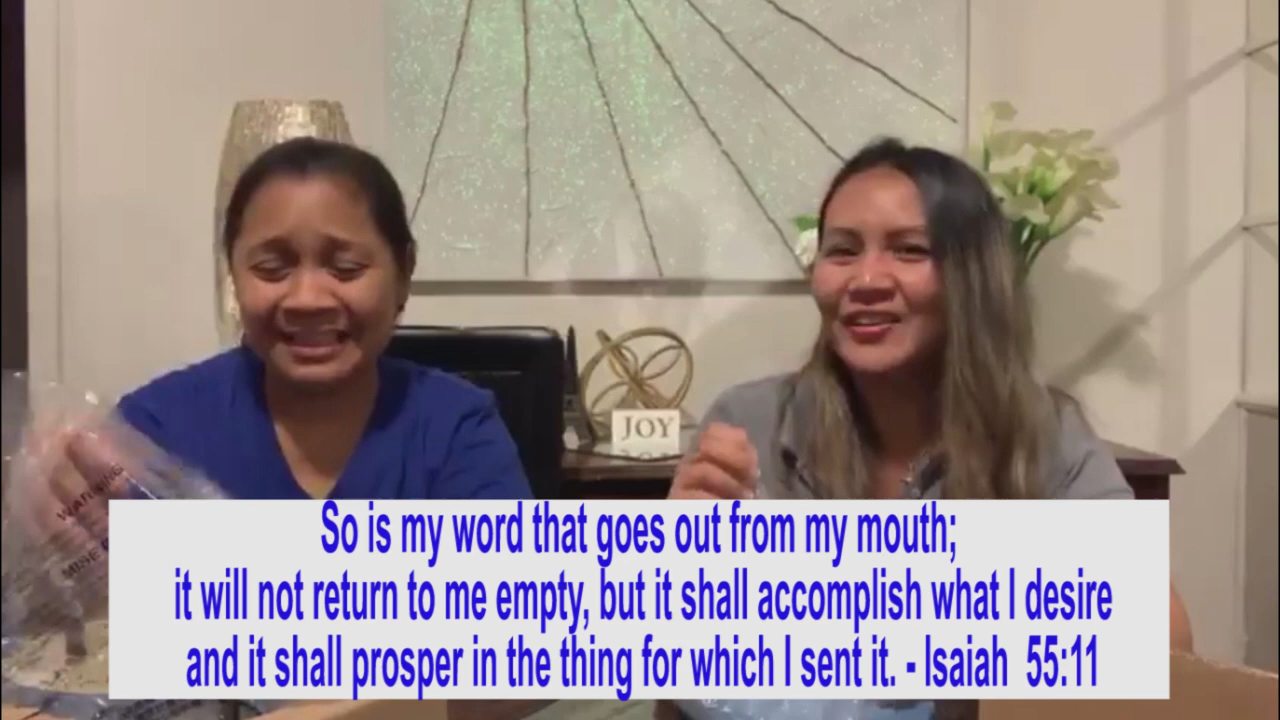 JOY
WARNING
So is my word that goes out from my mouth;
it will not return to me empty, but it shall accomplish what I desire
and it shall prosper in the thing for which I sent it. - Isaiah 55:11